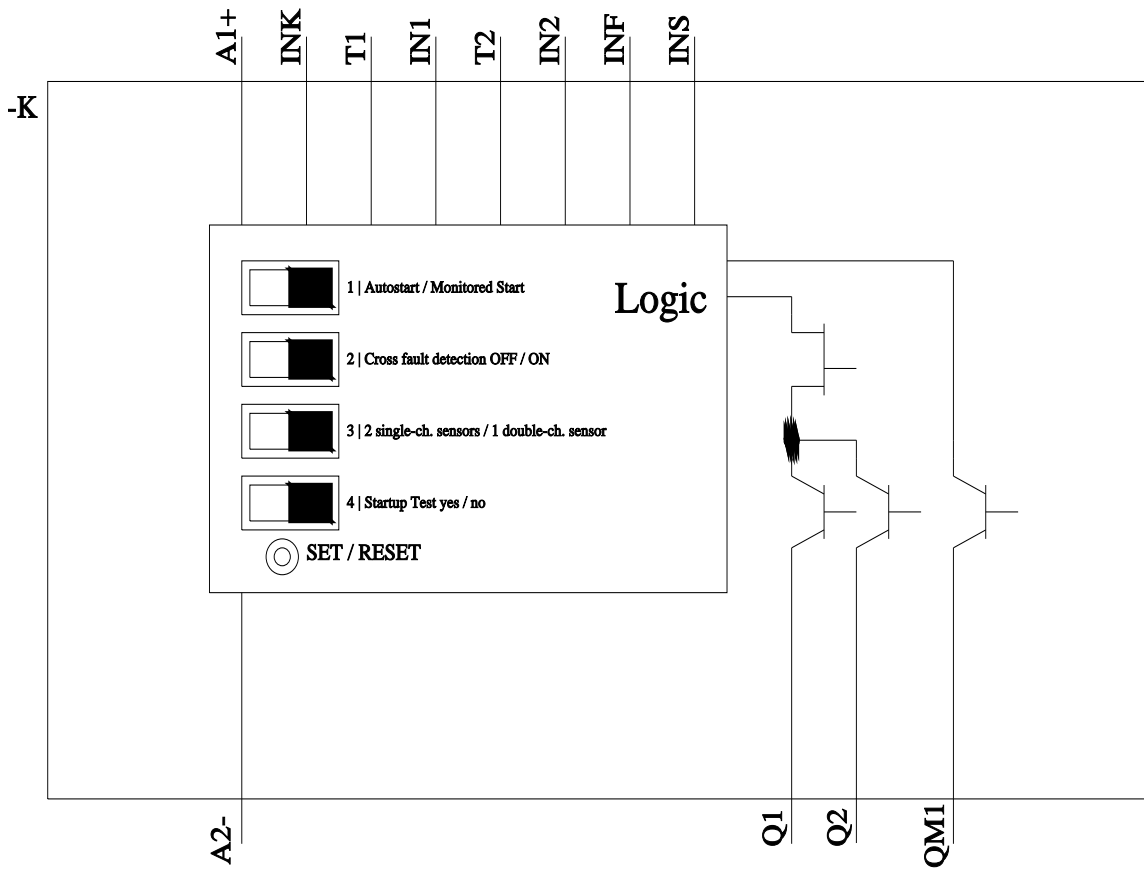 A1+
INK
T1
IN1
T2
IN2
INF
INS
-K
Logic
1 | Autostart / Monitored Start
2 | Cross fault detection OFF / ON
3 | 2 single-ch. sensors / 1 double-ch. sensor
4 | Startup Test yes / no
SET / RESET
A2-
Q1
Q2
QM1